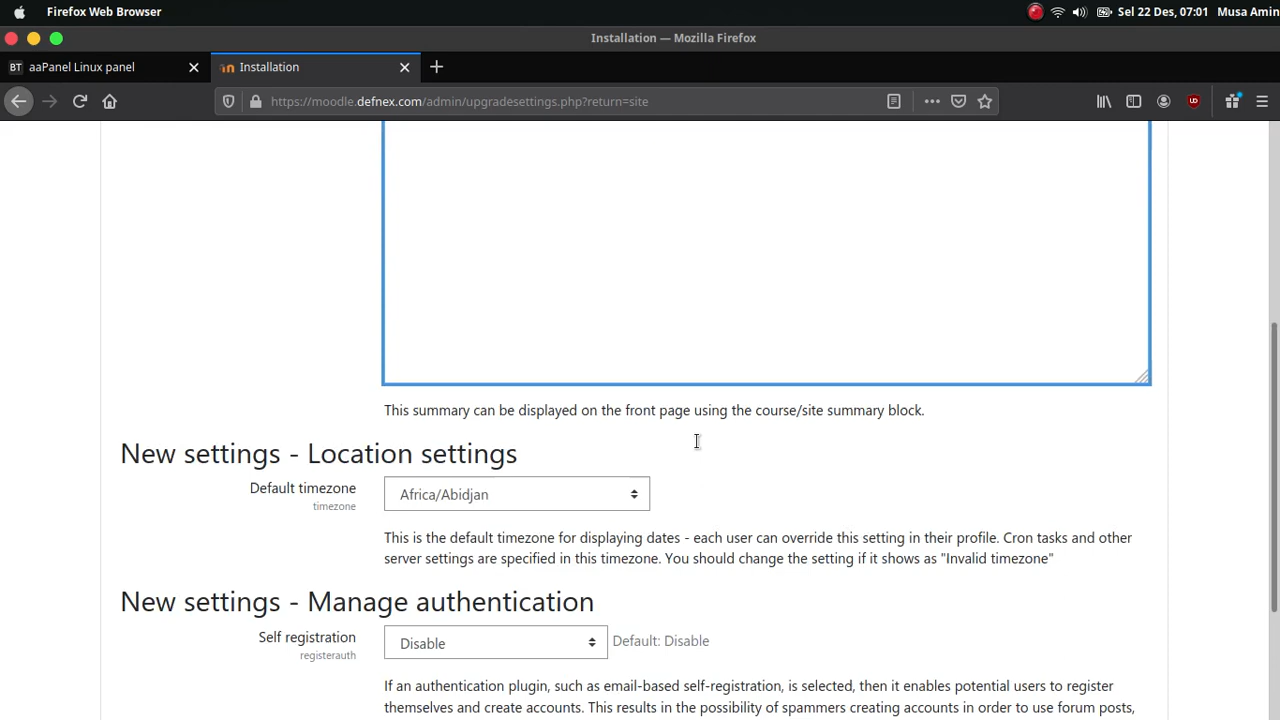 Firefox Web Browser
Sel 22 Des, 07:01 Musa Amin
Installation — Mozilla Firefox
BT aaPanel Linux panel
Installation
https://moodle.defnex.com/admin/upgradesettings.php?return=site
This summary can be displayed on the front page using the course/site summary block.
New settings - Location settings
Default timezone
timezone
Africa/Abidjan
This is the default timezone for displaying dates - each user can override this setting in their profile. Cron tasks and other
server settings are specified in this timezone. You should change the setting if it shows as "Invalid timezone"
New settings - Manage authentication
Self registration
registerauth
Disable
Default: Disable
If an authentication plugin, such as email-based self-registration, is selected, then it enables potential users to register
themselves and create accounts. This results in the possibility of spammers creating accounts in order to use forum posts,